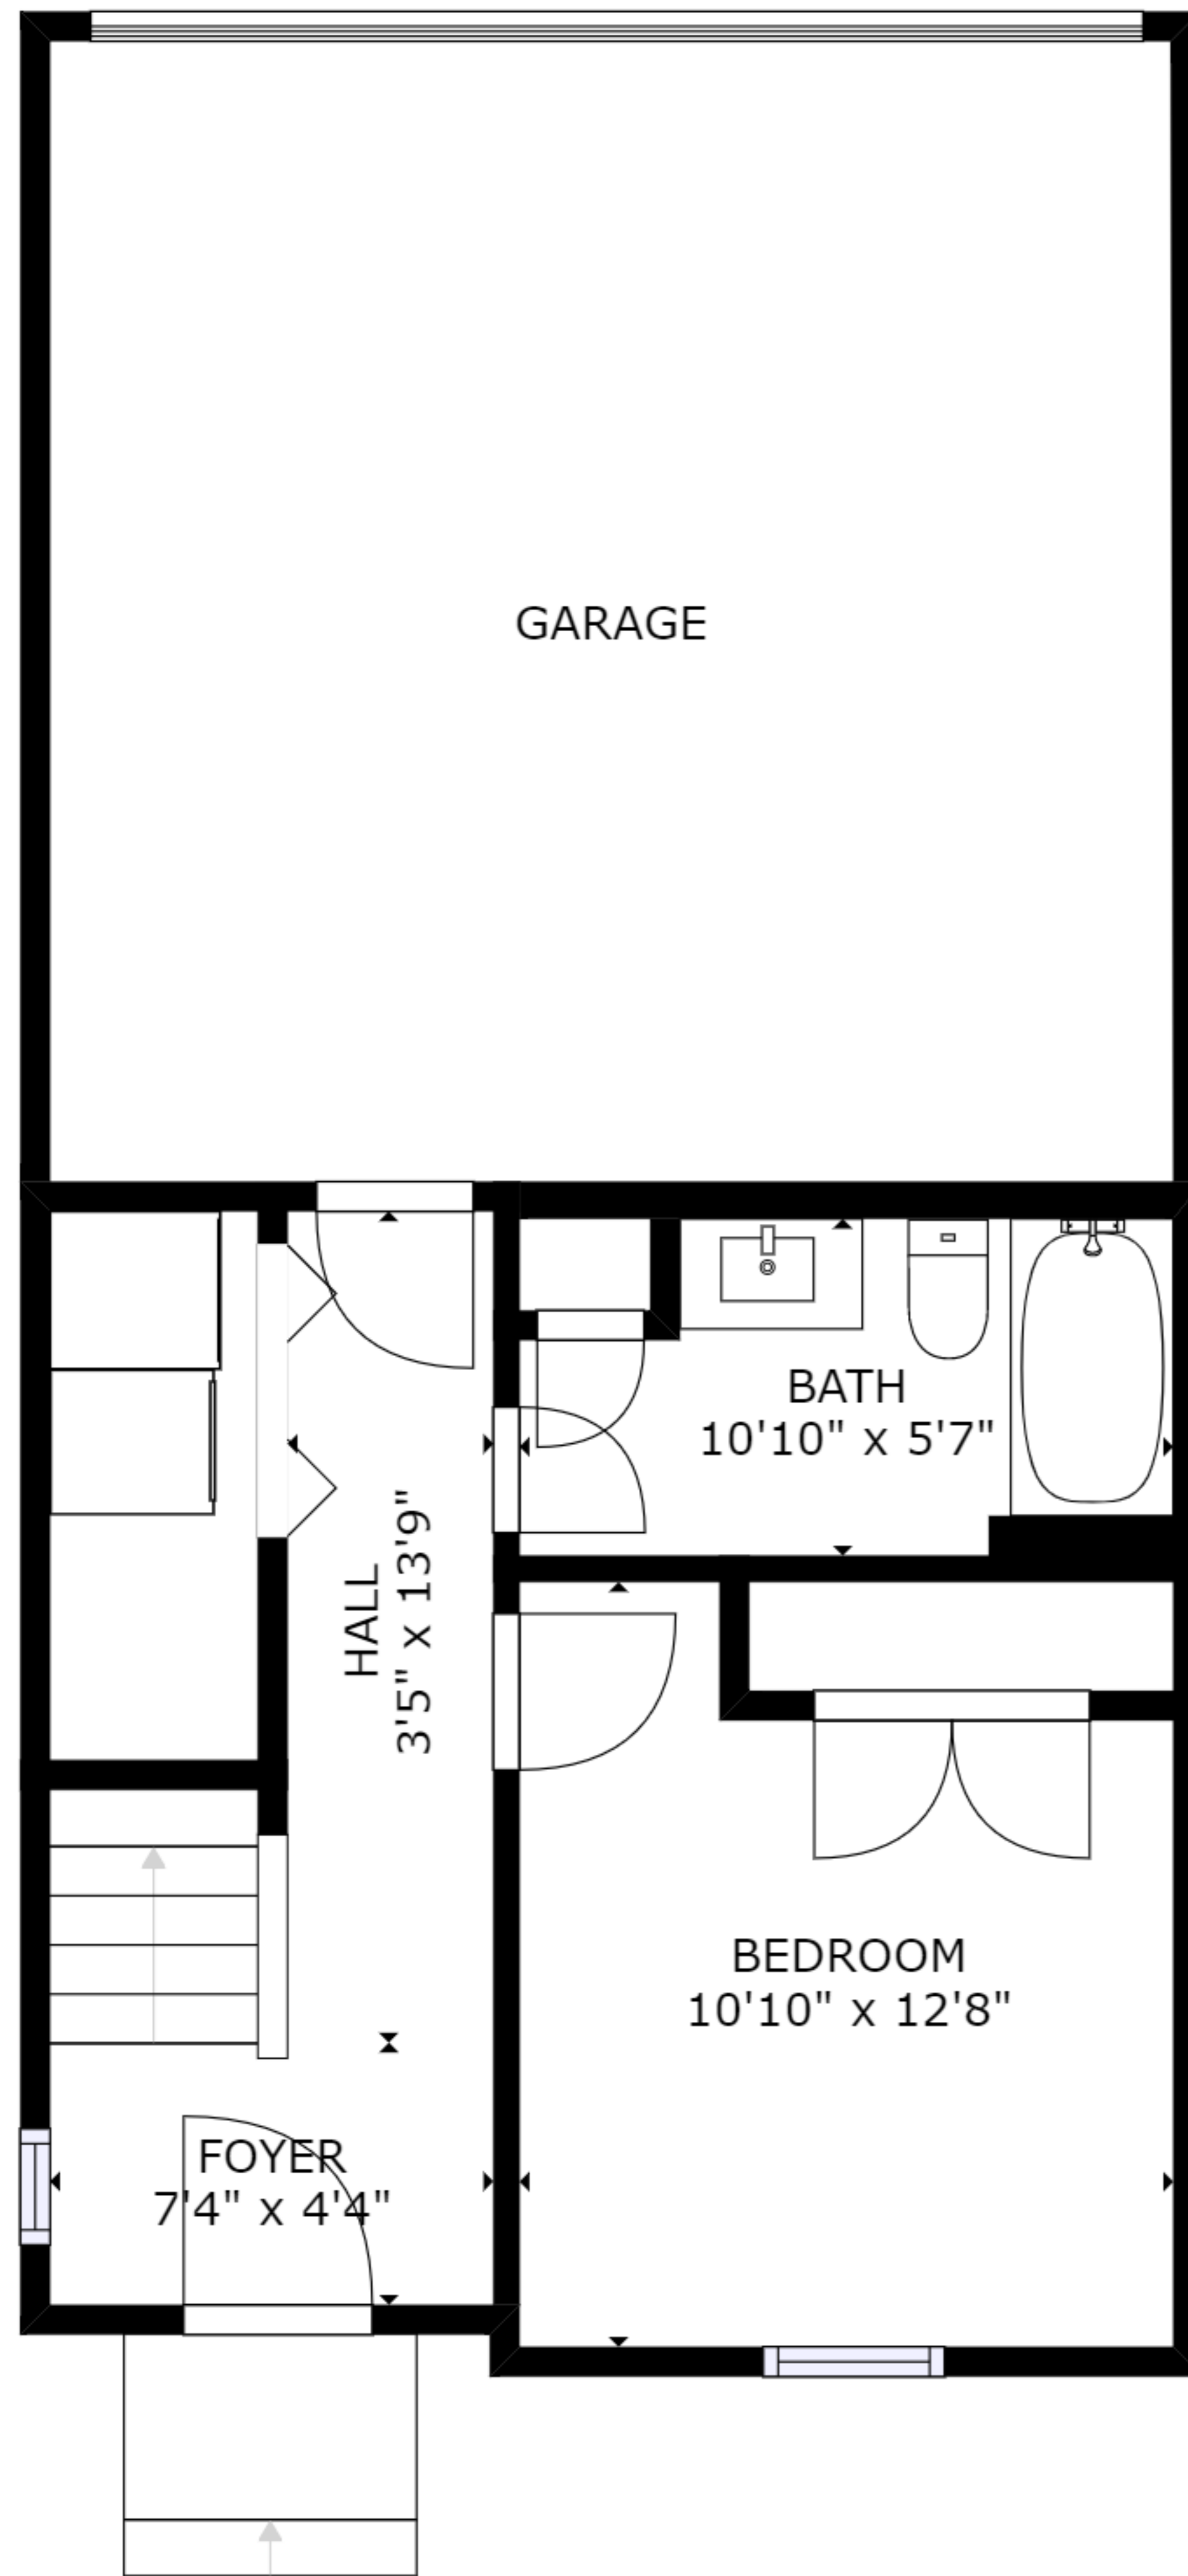 GARAGE
BATH
10'10" x 5'7"
HALL
3'5" x 13'9"
BEDROOM
10'10" x 12'8"
FOYER
7'4" x 4'4"